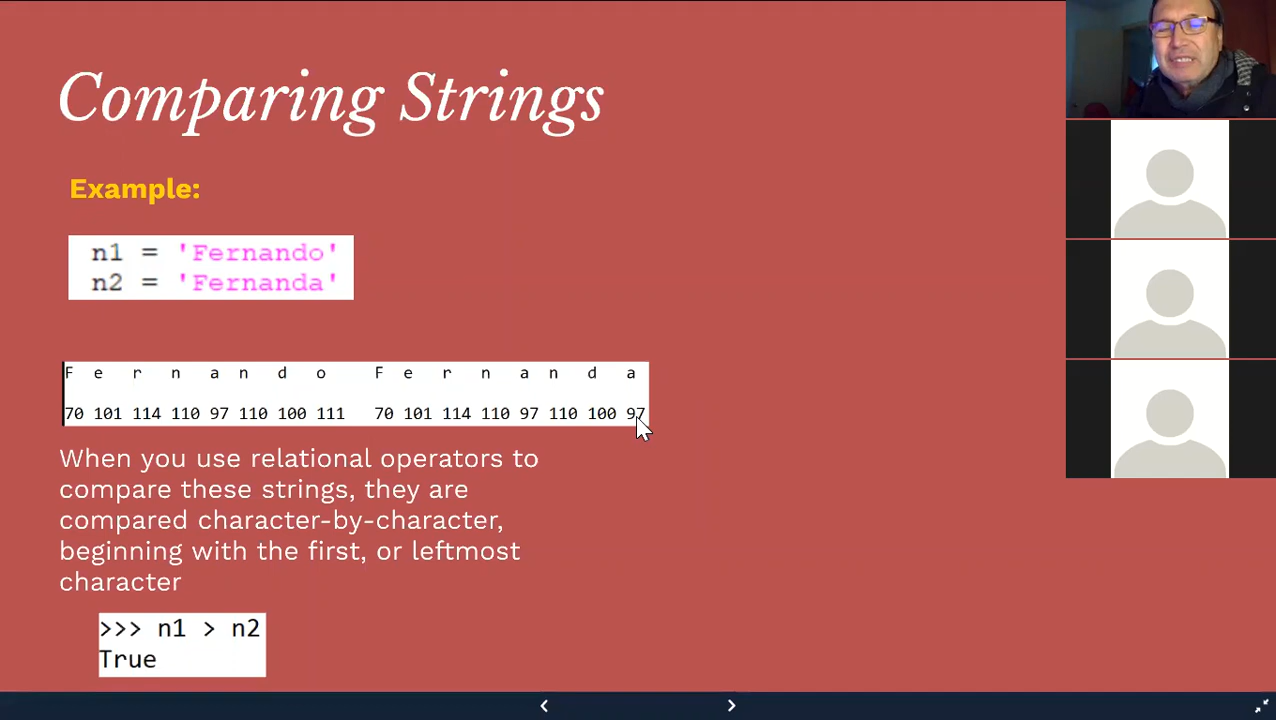 Comparing Strings
Example:
n1 = 'Fernando'
n2 = 'Fernanda'
F e r n a n d o F e r n a n d a
70 101 114 110 97 110 100 111 70 101 114 110 97 110 100 97
When you use relational operators to
compare these strings, they are
compared character-by-character,
beginning with the first, or leftmost
character
>>> n1 > n2
True